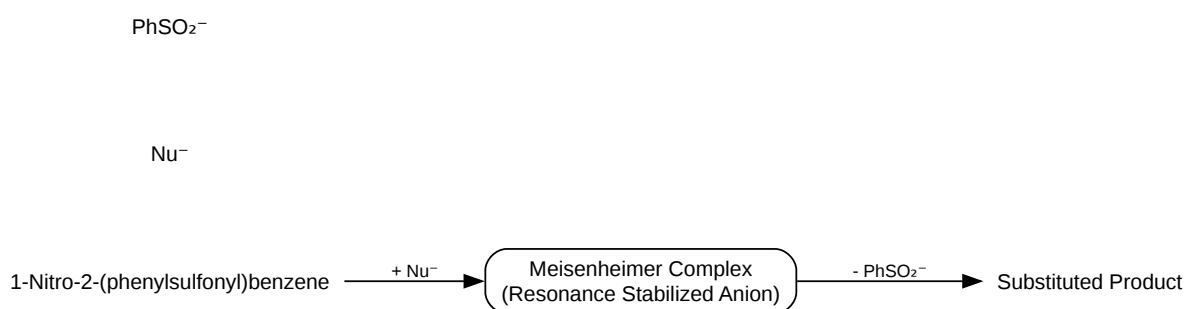 PhSO₂⁻
Nu⁻
1-Nitro-2-(phenylsulfonyl)benzene
+ Nu⁻
Meisenheimer Complex
(Resonance Stabilized Anion)
- PhSO₂⁻
Substituted Product